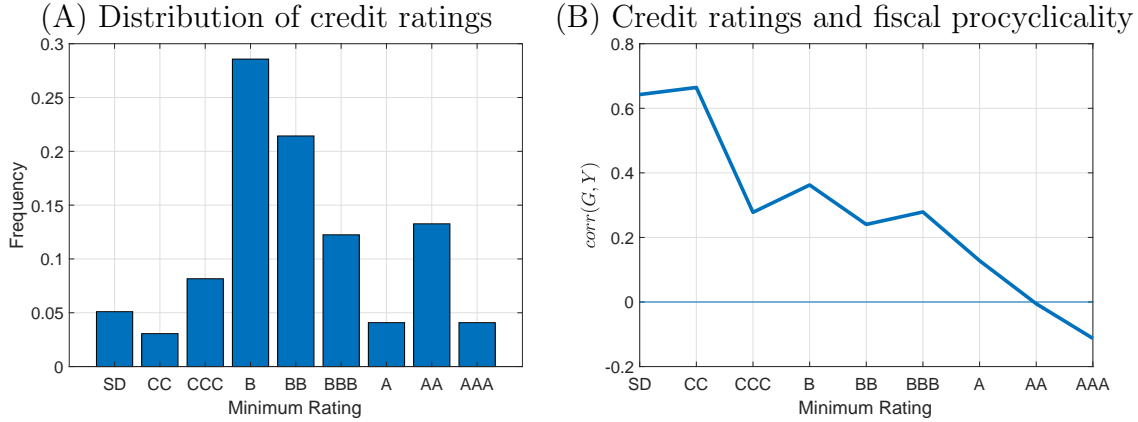 (A) Distribution of credit ratings
0.3
0.25
0.2
0.15
0.1
0.05
0
Frequency
SD CC CCC B BB BBB A AA AAA
Minimum Rating
(B) Credit ratings and fiscal procyclicality
0.8
0.6
0.4
0.2
0
-0.2
corr(G, Y)
SD CC CCC B BB BBB A AA AAA
Minimum Rating